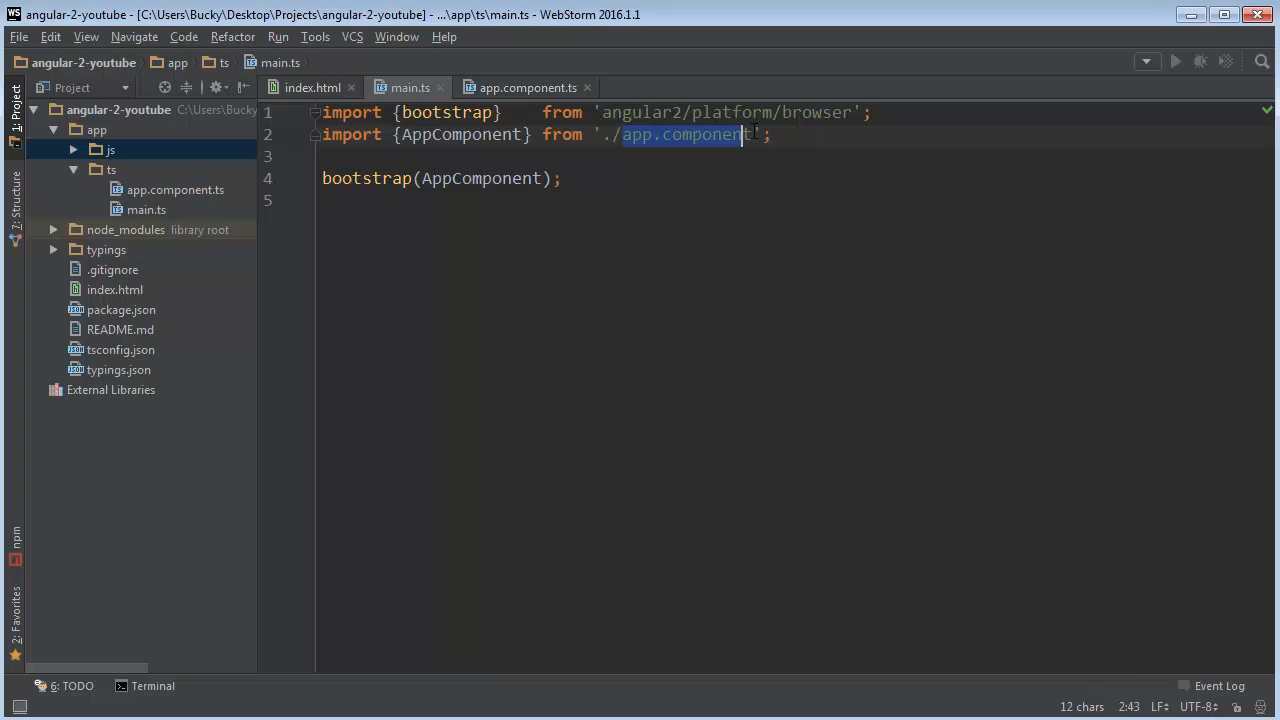 WS angular-2-youtube - [C:\Users\Bucky\Desktop\Projects\angular-2-youtube] - ...\app\ts\main.ts - WebStorm 2016.1.1
File Edit View Navigate Code Refactor Run Tools VCS Window Help
angular-2-youtube app ts main.ts
1: Project
Project
index.html main.ts app.component.ts
angular-2-youtube C:\Users\Bucky
app
js
ts
app.component.ts
main.ts
node_modules library root
typings
.gitignore
index.html
package.json
README.md
tsconfig.json
typings.json
External Libraries
7: Structure
npm
2: Favorites
1 import {bootstrap} from 'angular2/platform/browser';
2 import {AppComponent} from './app.component';
3
4 bootstrap(AppComponent);
5
6: TODO Terminal Event Log
12 chars 2:43 LF UTF-8